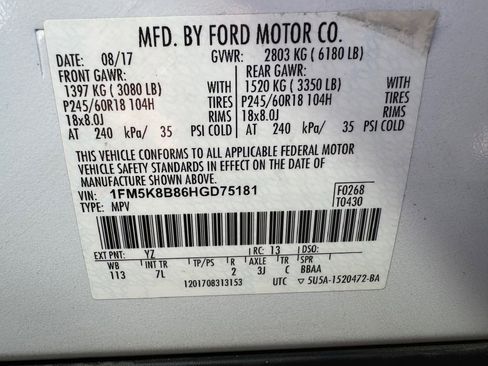 MFD. BY FORD MOTOR CO.
DATE: 08/17 GVWR: 2803 KG ( 6180 LB)
FRONT GAWR: REAR GAWR:
1397 KG ( 3080 LB) WITH 1520 KG ( 3350 LB) WITH
P245/60R18 104H TIRES P245/60R18 104H TIRES
18x8.0J RIMS 18x8.0J RIMS
AT 240 kPa/ 35 PSI COLD AT 240 kPa/ 35 PSI COLD
THIS VEHICLE CONFORMS TO ALL APPLICABLE FEDERAL MOTOR
VEHICLE SAFETY STANDARDS IN EFFECT ON THE DATE OF
MANUFACTURE SHOWN ABOVE.
VIN: 1FM5K8B86HGD75181 F0268
TYPE: MPV T0430
EXT PNT: YZ RC: 13 DSO:
WB INT TR TP/PS R AXLE TR SPR
113 7L 2 3J C BBAA
1201708313153 UTC ▽ 5U5A-1520472-BA